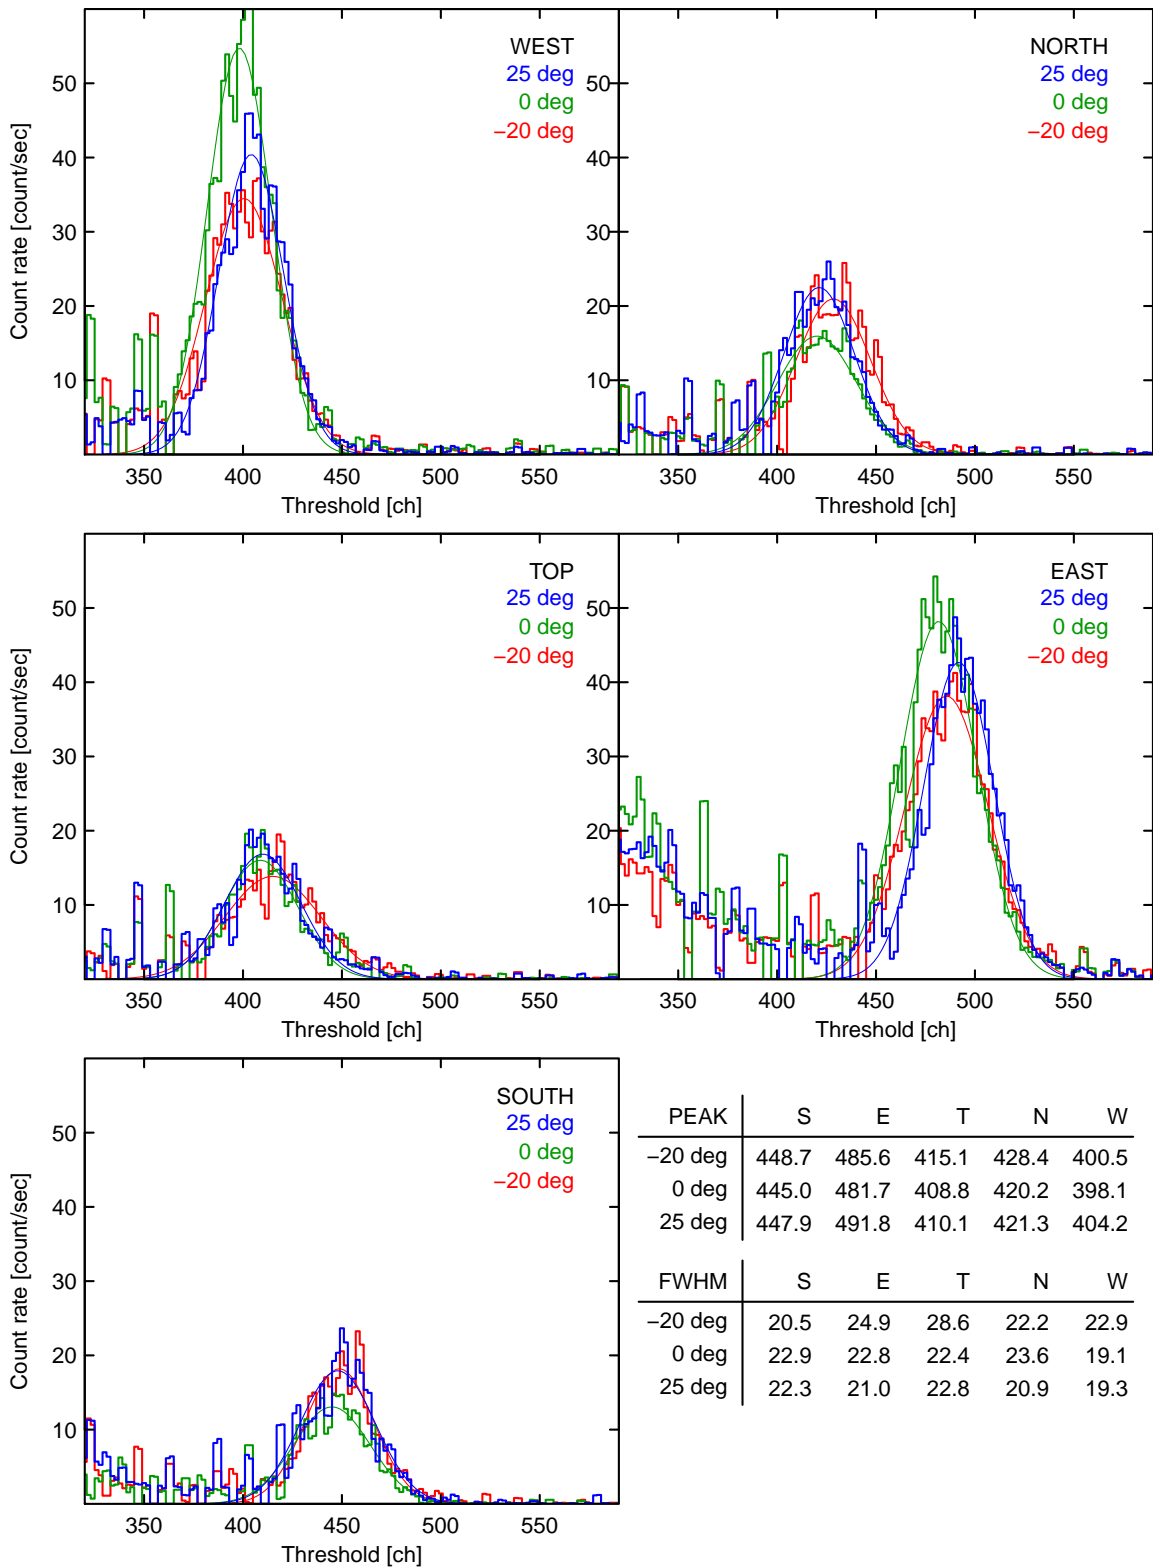 WEST
25 deg
0 deg
−20 deg
Count rate [count/sec]
50
40
30
20
10
350 400 450 500 550
Threshold [ch]
NORTH
25 deg
0 deg
−20 deg
50
40
30
20
10
350 400 450 500 550
Threshold [ch]
TOP
25 deg
0 deg
−20 deg
Count rate [count/sec]
50
40
30
20
10
350 400 450 500 550
Threshold [ch]
EAST
25 deg
0 deg
−20 deg
50
40
30
20
10
350 400 450 500 550
Threshold [ch]
SOUTH
25 deg
0 deg
−20 deg
Count rate [count/sec]
50
40
30
20
10
350 400 450 500 550
Threshold [ch]
PEAK S E T N W
−20 deg 448.7 485.6 415.1 428.4 400.5
0 deg 445.0 481.7 408.8 420.2 398.1
25 deg 447.9 491.8 410.1 421.3 404.2
FWHM S E T N W
−20 deg 20.5 24.9 28.6 22.2 22.9
0 deg 22.9 22.8 22.4 23.6 19.1
25 deg 22.3 21.0 22.8 20.9 19.3